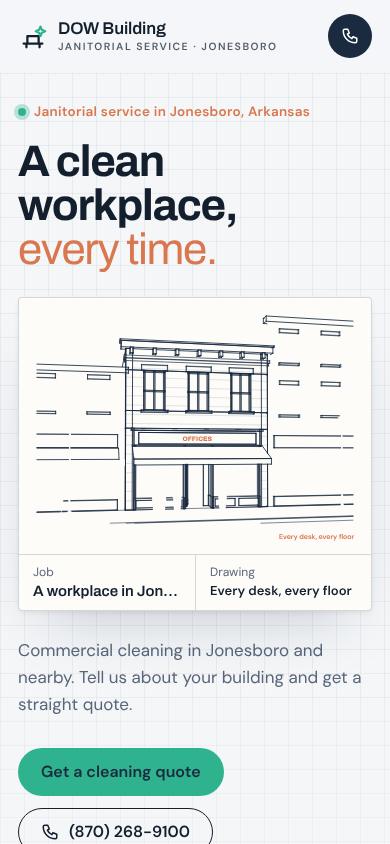 DOW Building
JANITORIAL SERVICE · JONESBORO
Janitorial service in Jonesboro, Arkansas
A clean
workplace,
every time.
OFFICES
Every desk, every floor
Job
A workplace in Jon…
Drawing
Every desk, every floor
Commercial cleaning in Jonesboro and
nearby. Tell us about your building and get a
straight quote.
Get a cleaning quote
(870) 268-9100